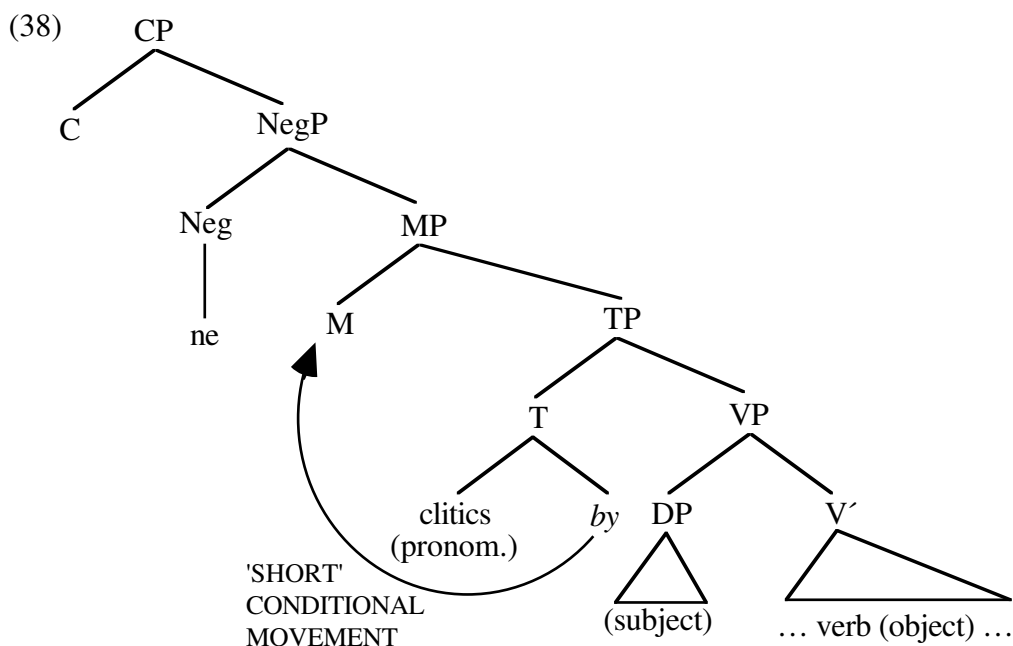 (38) CP
C NegP
Neg MP
ne M TP
T VP
clitics by DP V´
(pronom.)
'SHORT'
CONDITIONAL
MOVEMENT
(subject) … verb (object) …